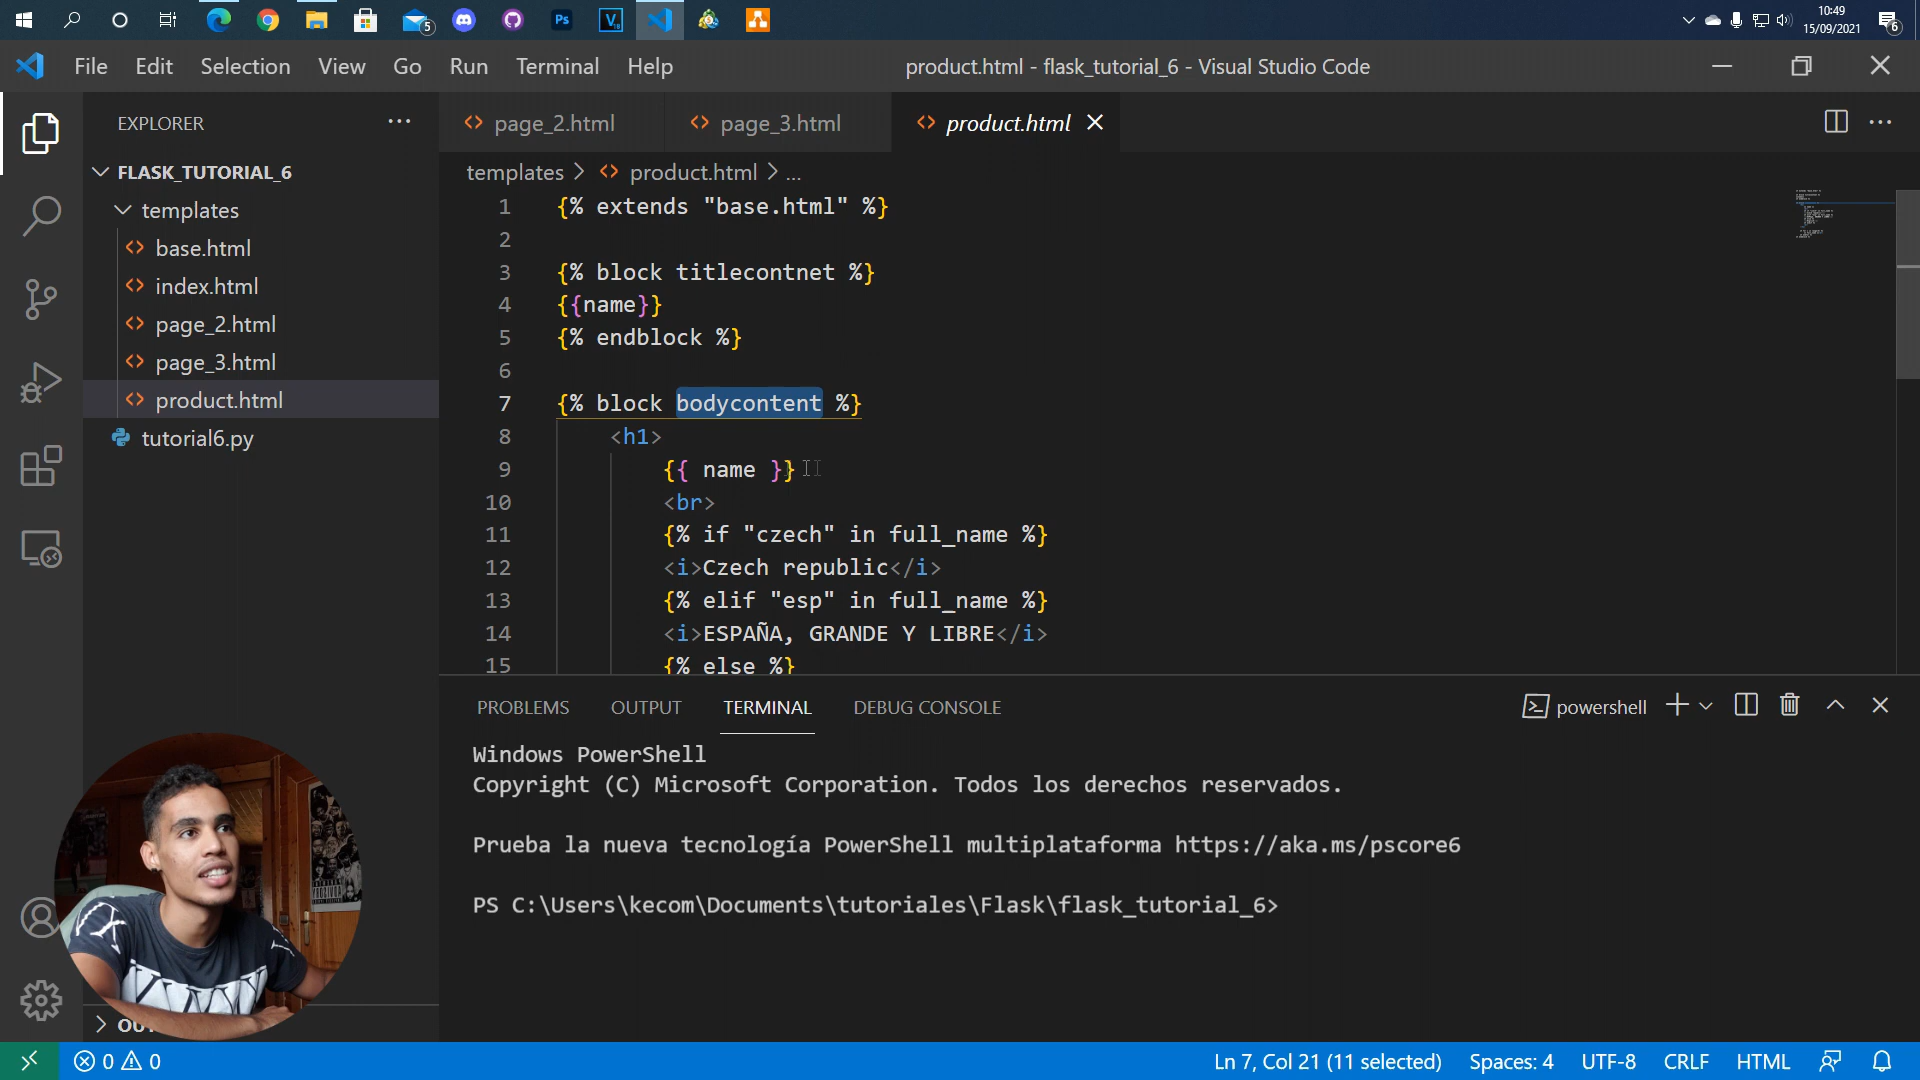 10:49
15/09/2021
5
Ps
6
File Edit Selection View Go Run Terminal Help
product.html - flask_tutorial_6 - Visual Studio Code
EXPLORER
page_2.html
page_3.html
product.html
FLASK_TUTORIAL_6
templates
base.html
index.html
page_2.html
page_3.html
product.html
tutorial6.py
templates > product.html > ...
1 {% extends "base.html" %}
2
3 {% block titlecontnet %}
4 {{name}}
5 {% endblock %}
6
7 {% block bodycontent %}
8 <h1>
9 {{ name }}
10 <br>
11 {% if "czech" in full_name %}
12 <i>Czech republic</i>
13 {% elif "esp" in full_name %}
14 <i>ESPAÑA, GRANDE Y LIBRE</i>
15 {% else %}
PROBLEMS OUTPUT TERMINAL DEBUG CONSOLE
powershell
Windows PowerShell
Copyright (C) Microsoft Corporation. Todos los derechos reservados.
Prueba la nueva tecnología PowerShell multiplataforma https://aka.ms/pscore6
PS C:\Users\kecom\Documents\tutoriales\Flask\flask_tutorial_6>
0 0
Ln 7, Col 21 (11 selected) Spaces: 4 UTF-8 CRLF HTML